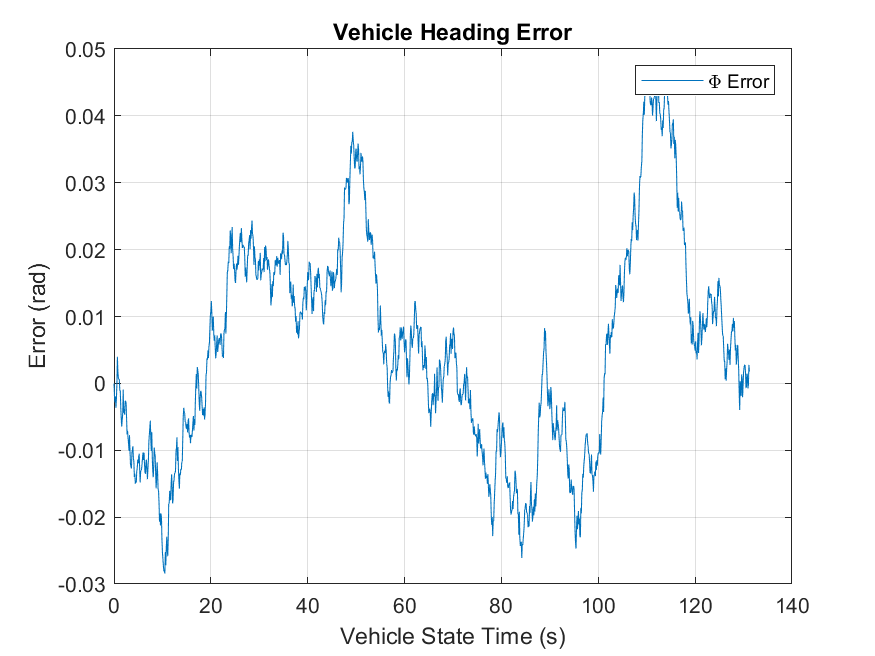 Vehicle Heading Error
Φ Error
0.05
0.04
0.03
0.02
0.01
0
-0.01
-0.02
-0.03
Error (rad)
0 20 40 60 80 100 120 140
Vehicle State Time (s)